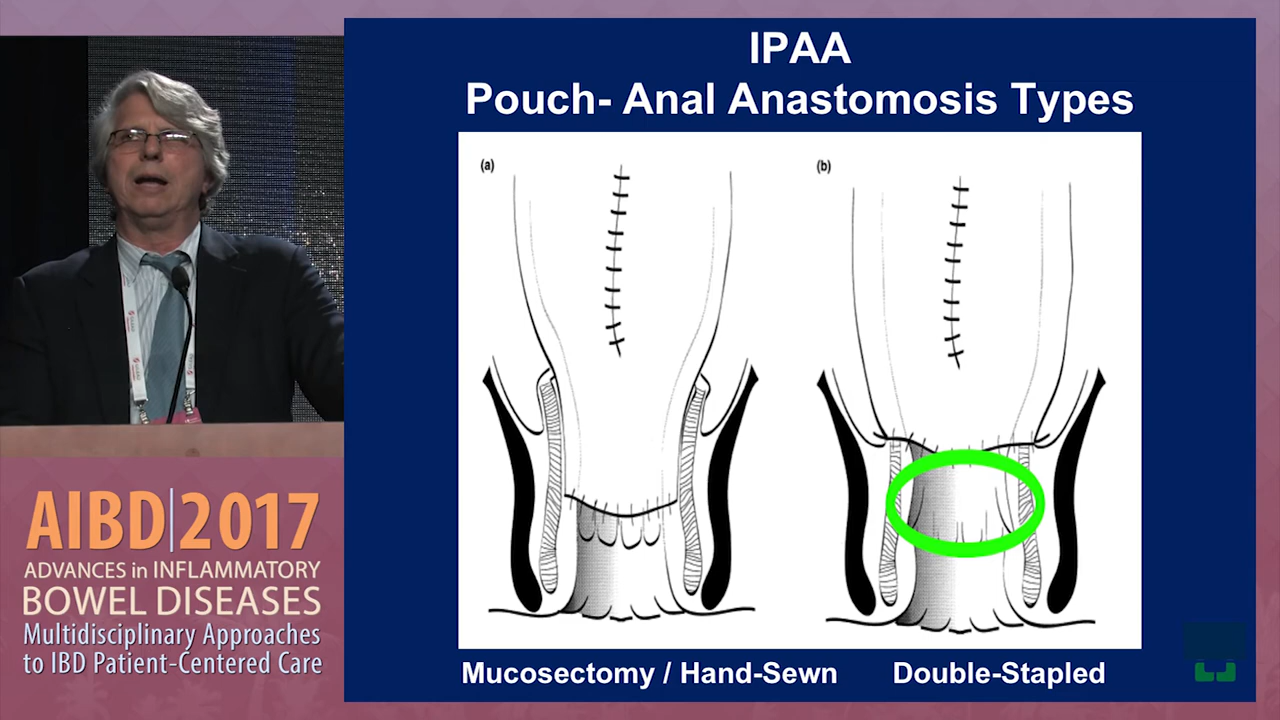 IPAA
Pouch- Anal Anastomosis Types
(a)
(b)
Mucosectomy / Hand-Sewn
Double-Stapled
AIBD|2017
ADVANCES in INFLAMMATORY
BOWEL DISEASES
Multidisciplinary Approaches
to IBD Patient-Centered Care